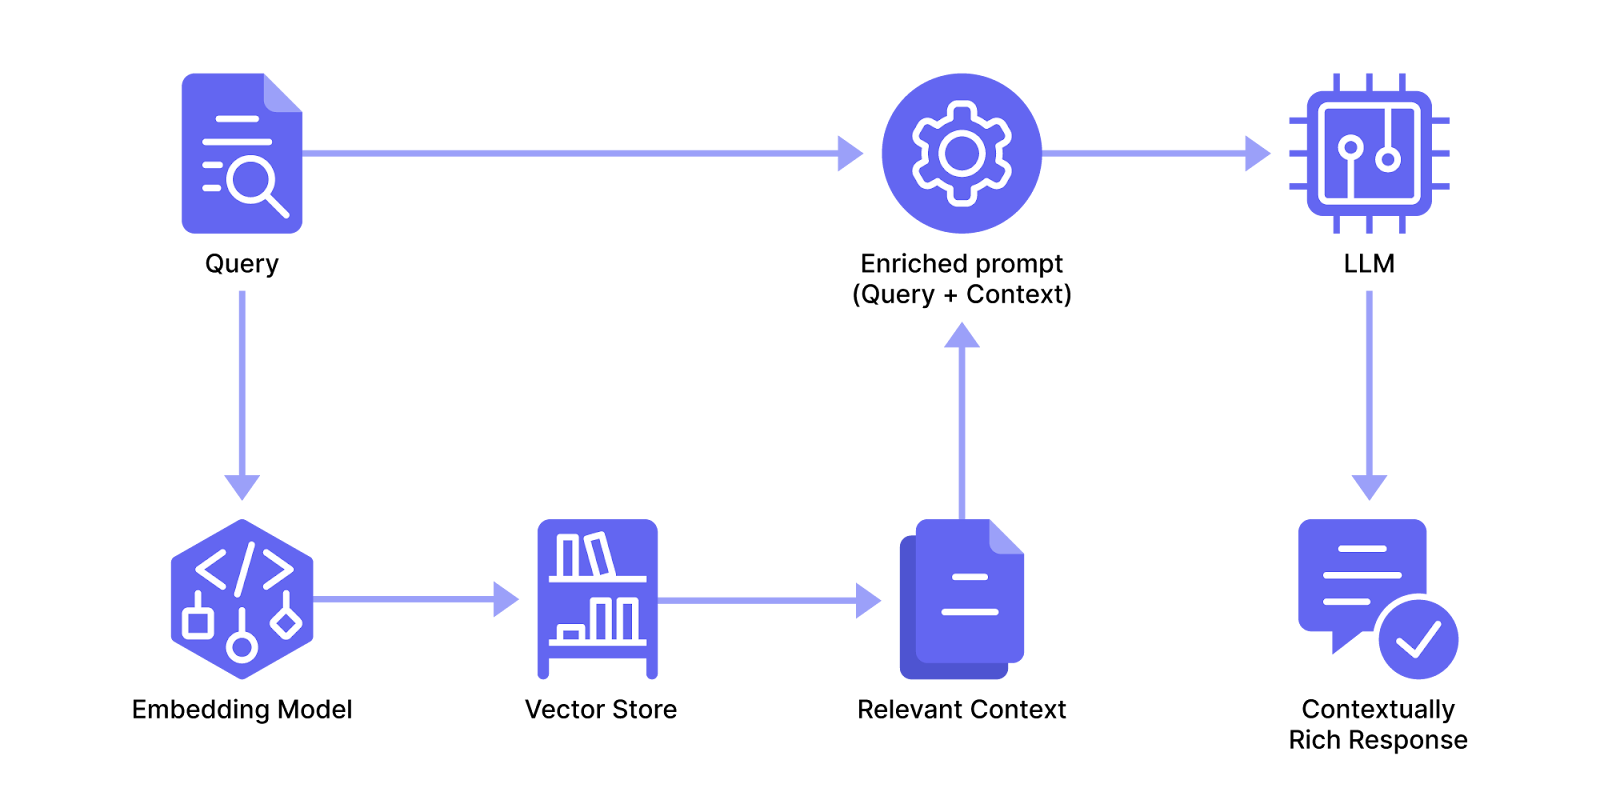 Query
Enriched prompt
(Query + Context)
LLM
Embedding Model
Vector Store
Relevant Context
Contextually
Rich Response